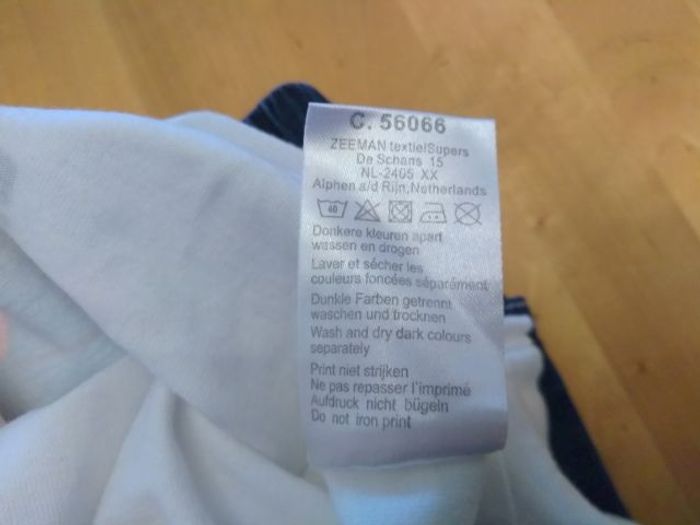 C. 56066
ZEEMAN textielSupers
De Schans 15
NL-2405 XX
Alphen a/d Rijn, Netherlands
40
Donkere kleuren apart
wassen en drogen
Laver et sécher les
couleurs foncées séparément
Dunkle Farben getrennt
waschen und trocknen
Wash and dry dark colours
separately
Print niet strijken
Ne pas repasser l'imprimé
Aufdruck nicht bügeln
Do not iron print